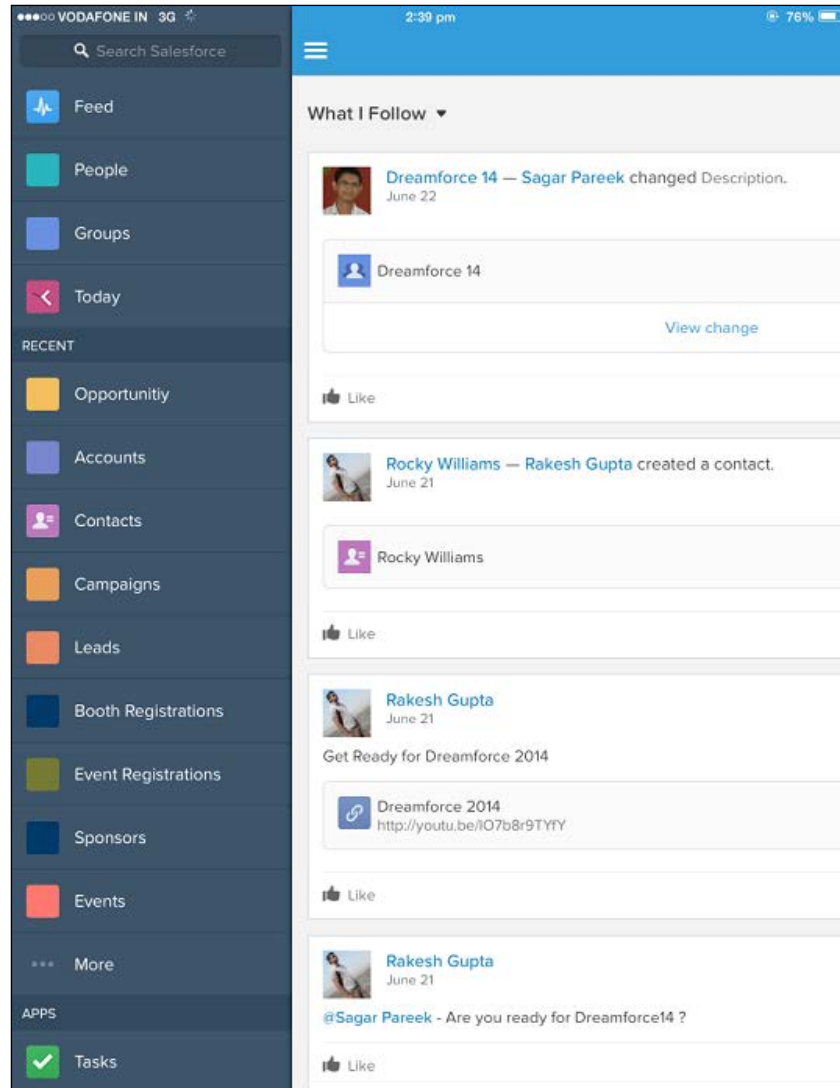 VODAFONE IN 3G
2:39 pm
76%
Search Salesforce
Feed
People
Groups
Today
RECENT
Opportunitiy
Accounts
Contacts
Campaigns
Leads
Booth Registrations
Event Registrations
Sponsors
Events
More
APPS
Tasks
What I Follow
Dreamforce 14 — Sagar Pareek changed Description.
June 22
Dreamforce 14
View change
Like
Rocky Williams — Rakesh Gupta created a contact.
June 21
Rocky Williams
Like
Rakesh Gupta
June 21
Get Ready for Dreamforce 2014
Dreamforce 2014
http://youtu.be/IO7b8r9TYfY
Like
Rakesh Gupta
June 21
@Sagar Pareek - Are you ready for Dreamforce14 ?
Like